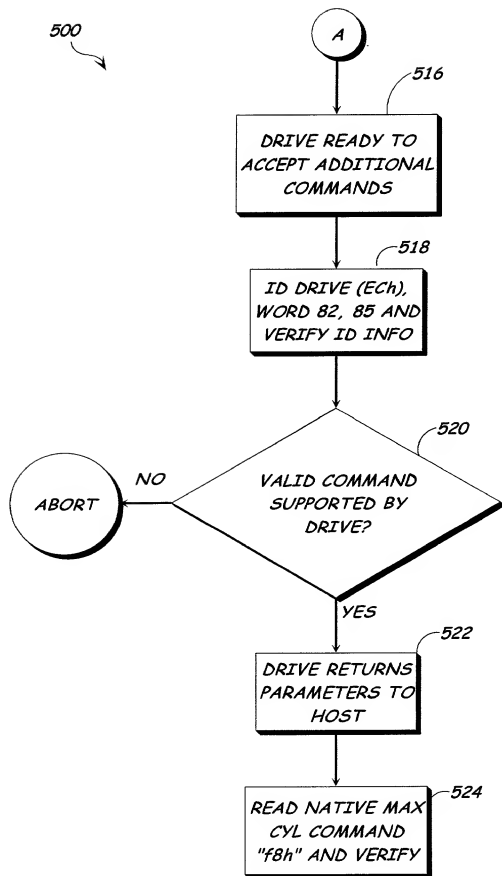 500
A
516
DRIVE READY TO
ACCEPT ADDITIONAL
COMMANDS
518
ID DRIVE (ECh),
WORD 82, 85 AND
VERIFY ID INFO
520
VALID COMMAND
SUPPORTED BY
DRIVE?
NO
ABORT
YES
522
DRIVE RETURNS
PARAMETERS TO
HOST
524
READ NATIVE MAX
CYL COMMAND
"f8h" AND VERIFY